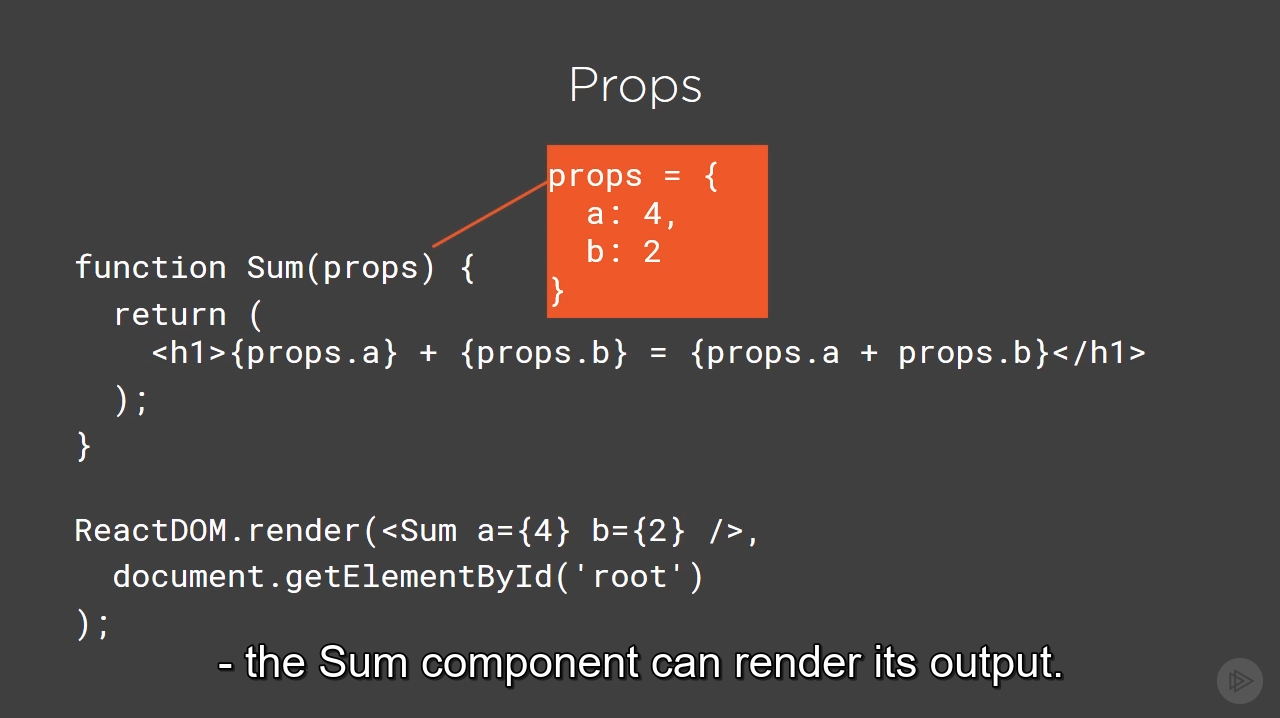 Props
props = {
  a: 4,
  b: 2
}
function Sum(props) {
  return (
    <h1>{props.a} + {props.b} = {props.a + props.b}</h1>
  );
}
ReactDOM.render(<Sum a={4} b={2} />,
  document.getElementById('root')
);
- the Sum component can render its output.